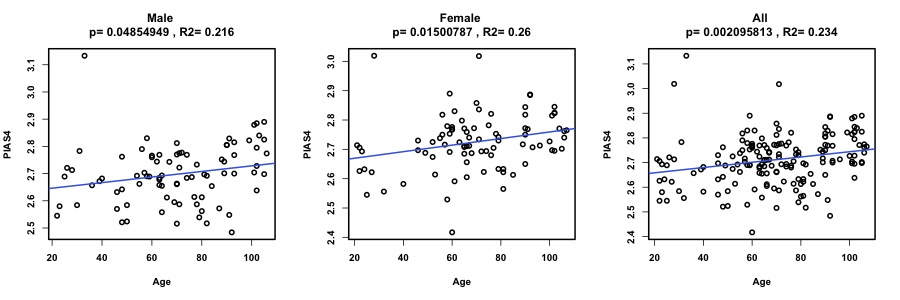 Male
p= 0.04854949 , R2= 0.216
PIAS4
3.1
3.0
2.9
2.8
2.7
2.6
2.5
20 40 60 80 100
Age
Female
p= 0.01500787 , R2= 0.26
PIAS4
3.0
2.9
2.8
2.7
2.6
2.5
2.4
20 40 60 80 100
Age
All
p= 0.002095813 , R2= 0.234
PIAS4
3.1
3.0
2.9
2.8
2.7
2.6
2.5
2.4
20 40 60 80 100
Age